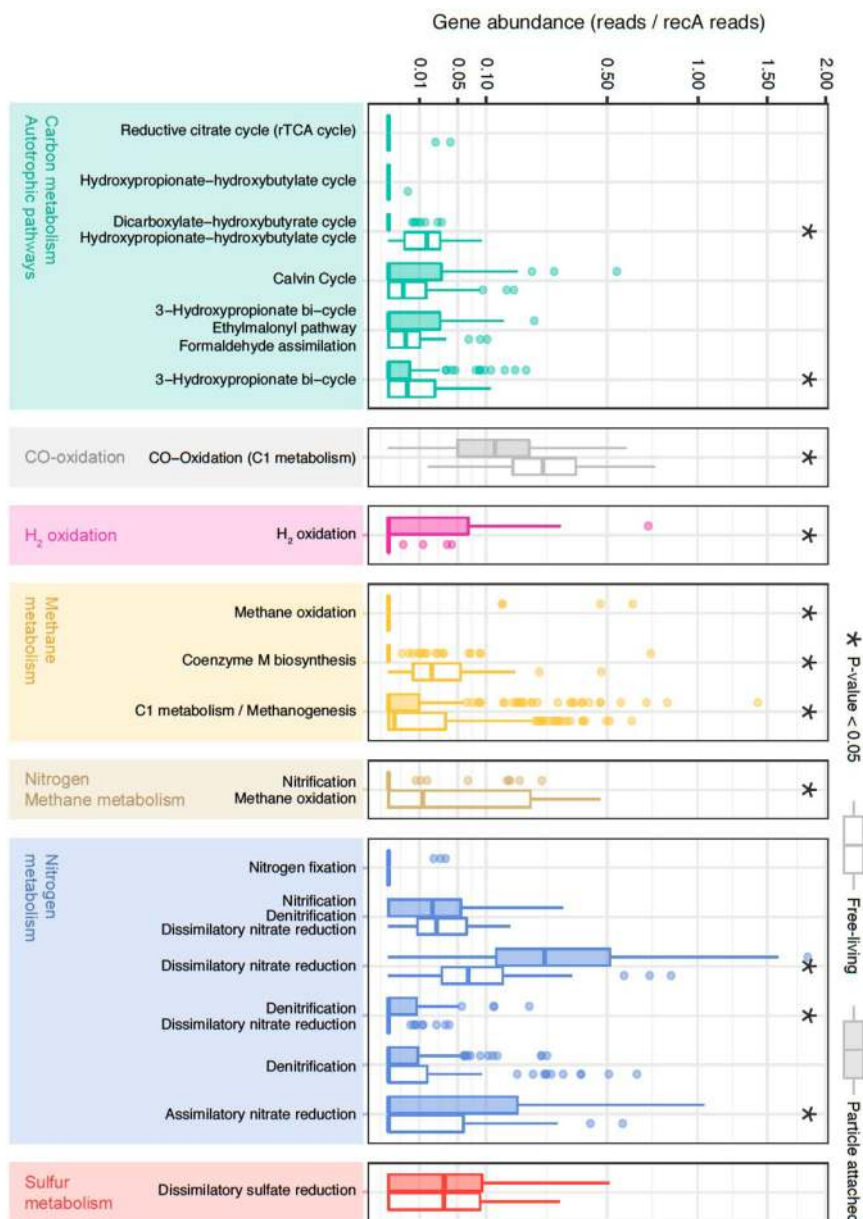 Gene abundance (reads / recA reads)
0.01
0.05
0.10
0.50
1.00
1.50
2.00
Carbon metabolism
Autotrophic pathways
Reductive citrate cycle (rTCA cycle)
Hydroxypropionate–hydroxybutylate cycle
Dicarboxylate–hydroxybutyrate cycle
Hydroxypropionate–hydroxybutylate cycle
Calvin Cycle
3–Hydroxypropionate bi–cycle
Ethylmalonyl pathway
Formaldehyde assimilation
3–Hydroxypropionate bi–cycle
*
*
CO-oxidation
CO–Oxidation (C1 metabolism)
*
H2 oxidation
H2 oxidation
*
Methane
metabolism
Methane oxidation
Coenzyme M biosynthesis
C1 metabolism / Methanogenesis
*
*
*
Nitrogen
Methane metabolism
Nitrification
Methane oxidation
*
Nitrogen
metabolism
Nitrogen fixation
Nitrification
Denitrification
Dissimilatory nitrate reduction
Dissimilatory nitrate reduction
Denitrification
Dissimilatory nitrate reduction
Denitrification
Assimilatory nitrate reduction
*
*
*
Sulfur
metabolism
Dissimilatory sulfate reduction
* P-value < 0.05
Free-living
Particle attached